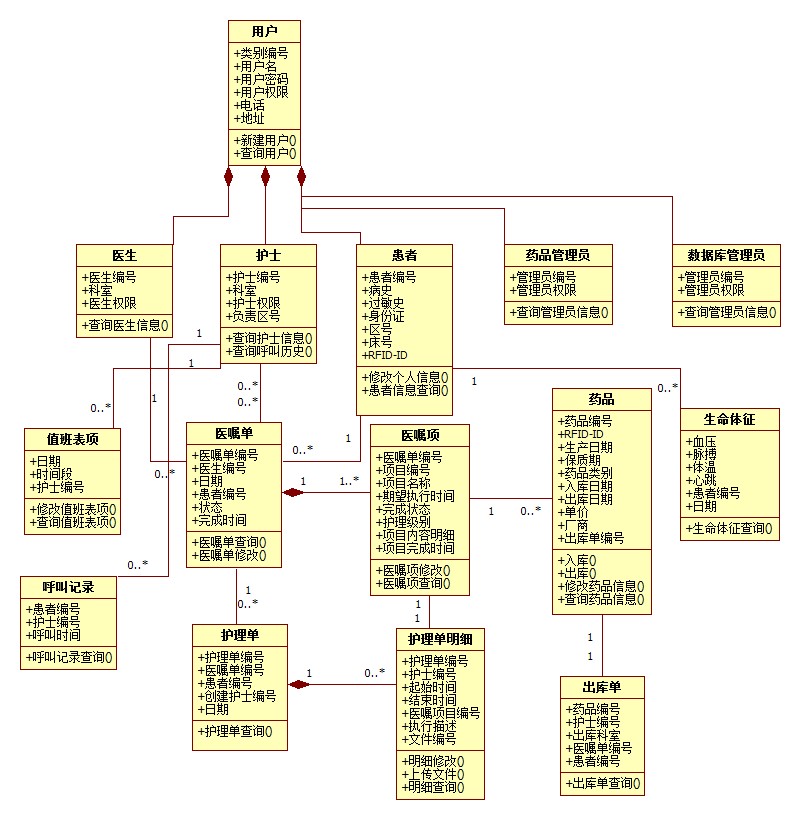 用户
+类别编号
+用户名
+用户密码
+用户权限
+电话
+地址
+新建用户()
+查询用户()
医生
+医生编号
+科室
+医生权限
+查询医生信息()
护士
+护士编号
+科室
+护士权限
+负责区号
+查询护士信息()
+查询呼叫历史()
患者
+患者编号
+病史
+过敏史
+身份证
+区号
+床号
+RFID-ID
+修改个人信息()
+患者信息查询()
药品管理员
+管理员编号
+管理员权限
+查询管理员信息()
数据库管理员
+管理员编号
+管理员权限
+查询管理员信息()
1
1
0..*
0..*
1
0..*
1
0..*
1
0..*
0..*
值班表项
+日期
+时间段
+护士编号
+修改值班表项()
+查询值班表项()
医嘱单
+医嘱单编号
+医生编号
+日期
+患者编号
+状态
+完成时间
+医嘱单查询()
+医嘱单修改()
1
1..*
医嘱项
+医嘱单编号
+项目编号
+项目名称
+期望执行时间
+完成状态
+护理级别
+项目内容明细
+项目完成时间
+医嘱项修改()
+医嘱项查询()
1
0..*
药品
+药品编号
+RFID-ID
+生产日期
+保质期
+药品类别
+入库日期
+出库日期
+单价
+厂商
+出库单编号
+入库()
+出库()
+修改药品信息()
+查询药品信息()
生命体征
+血压
+脉搏
+体温
+心跳
+患者编号
+日期
+生命体征查询()
0..*
呼叫记录
+患者编号
+护士编号
+呼叫时间
+呼叫记录查询()
1
0..*
护理单
+护理单编号
+医嘱单编号
+患者编号
+创建护士编号
+日期
+护理单查询()
1
0..*
1
1
护理单明细
+护理单编号
+护士编号
+起始时间
+结束时间
+医嘱项目编号
+执行描述
+文件编号
+明细修改()
+上传文件()
+明细查询()
1
1
出库单
+药品编号
+护士编号
+出库科室
+医嘱单编号
+患者编号
+出库单查询()